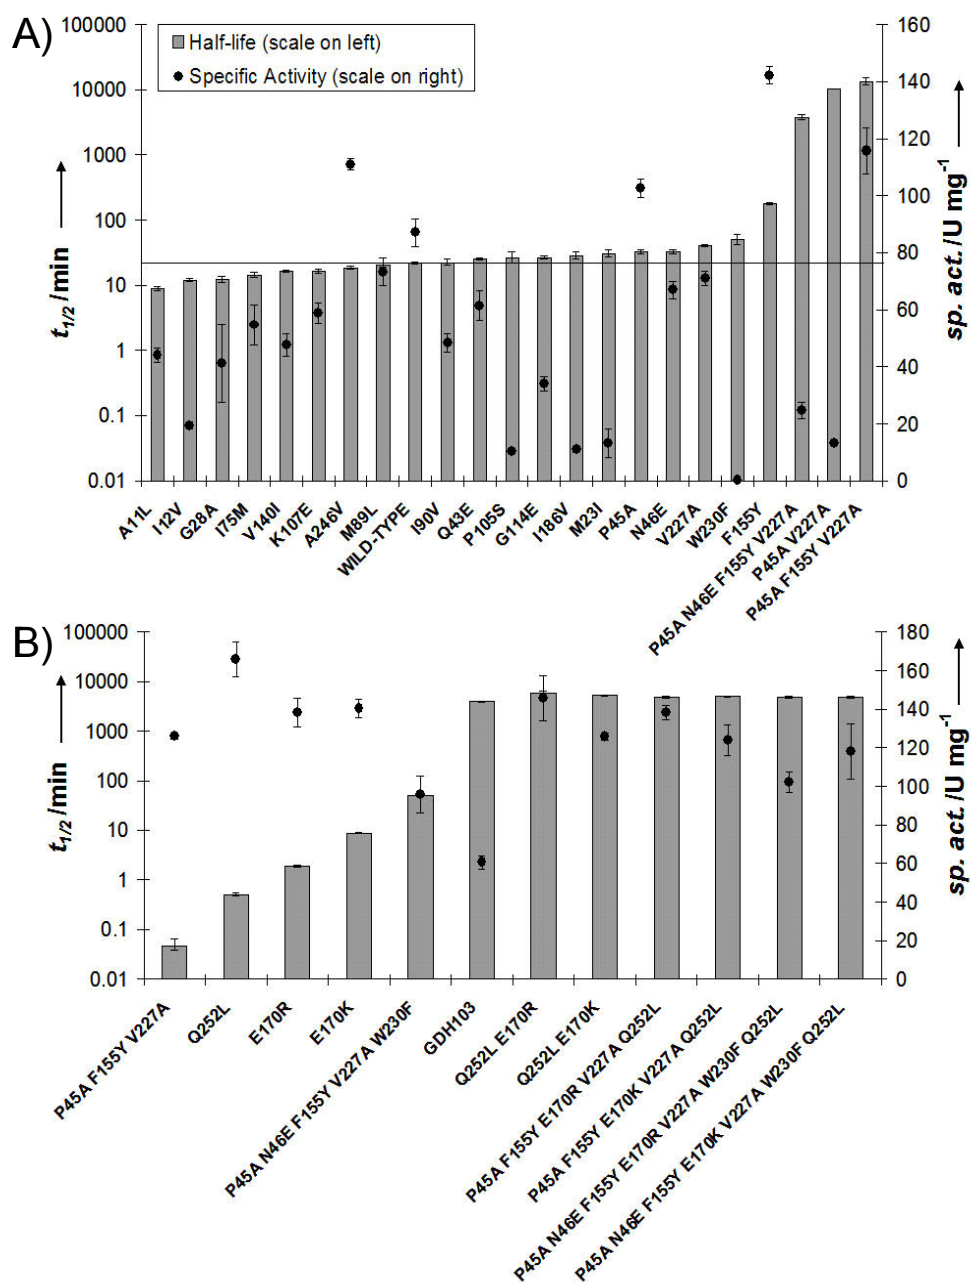 A)
Half-life (scale on left)
Specific Activity (scale on right)
100000
10000
1000
100
10
1
0.1
0.01
t1/2 /min
160
140
120
100
80
60
40
20
0
sp. act./U mg-1
A11L
I12V
G28A
I75M
V140I
K107E
A246V
M89L
WILD-TYPE
I90V
Q43E
P105S
G114E
I186V
M23I
P45A
N46E
V227A
W230F
F155Y
P45A N46E F155Y V227A
P45A V227A
P45A F155Y V227A
B)
100000
10000
1000
100
10
1
0.1
0.01
t1/2 /min
180
160
140
120
100
80
60
40
20
0
sp. act./U mg-1
P45A F155Y V227A
Q252L
E170R
E170K
P45A N46E F155Y V227A W230F
GDH103
Q252L E170R
Q252L E170K
P45A F155Y E170R V227A Q252L
P45A F155Y E170K V227A Q252L
P45A N46E F155Y E170R V227A W230F Q252L
P45A N46E F155Y E170K V227A W230F Q252L